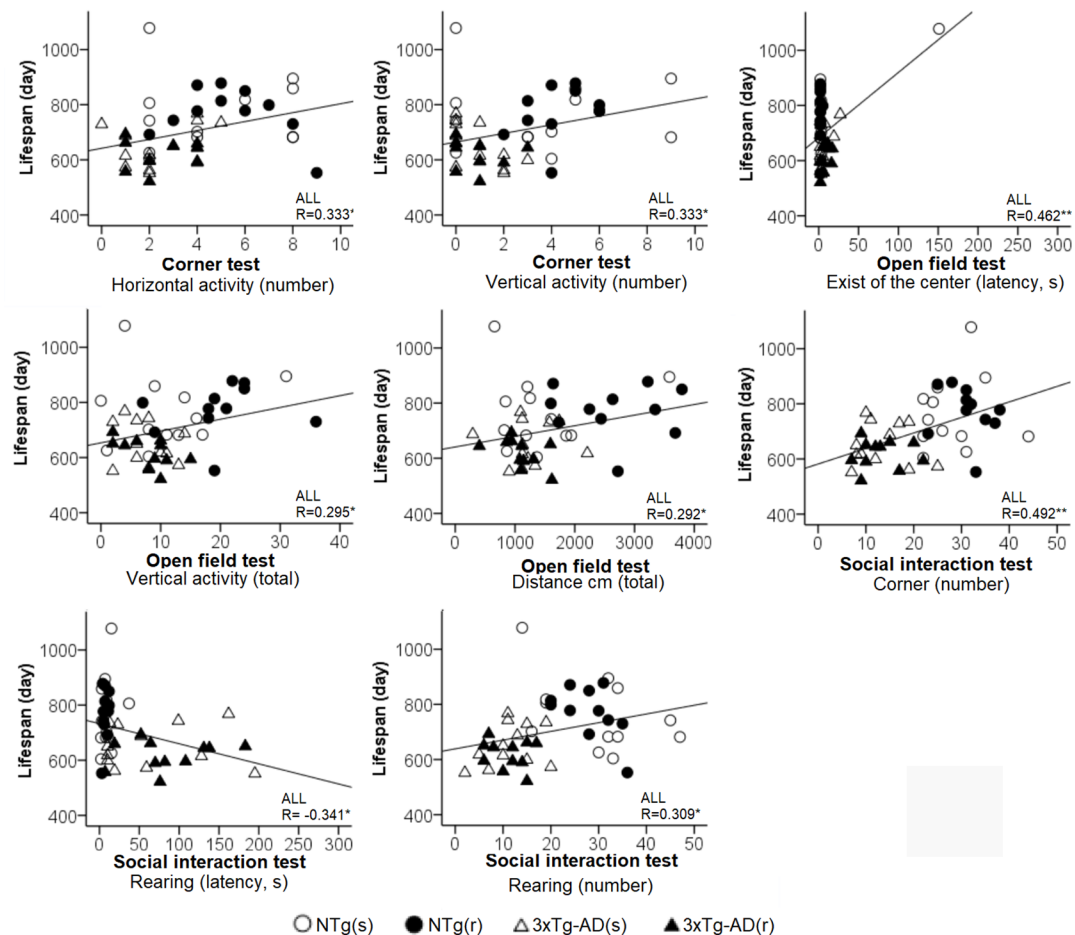 Lifespan (day)
1000
800
600
400
0 2 4 6 8 10
ALL
R=0.333*
Corner test
Horizontal activity (number)
Lifespan (day)
1000
800
600
400
0 2 4 6 8 10
ALL
R=0.333*
Corner test
Vertical activity (number)
Lifespan (day)
1000
800
600
400
0 50 100 150 200 250 300
ALL
R=0.462**
Open field test
Exist of the center (latency, s)
Lifespan (day)
1000
800
600
400
0 10 20 30 40
ALL
R=0.295*
Open field test
Vertical activity (total)
Lifespan (day)
1000
800
600
400
0 1000 2000 3000 4000
ALL
R=0.292*
Open field test
Distance cm (total)
Lifespan (day)
1000
800
600
400
0 10 20 30 40 50
ALL
R=0.492**
Social interaction test
Corner (number)
Lifespan (day)
1000
800
600
400
0 50 100 150 200 250 300
ALL
R= -0.341*
Social interaction test
Rearing (latency, s)
Lifespan (day)
1000
800
600
400
0 10 20 30 40 50
ALL
R=0.309*
Social interaction test
Rearing (number)
NTg(s) NTg(r) 3xTg-AD(s) 3xTg-AD(r)